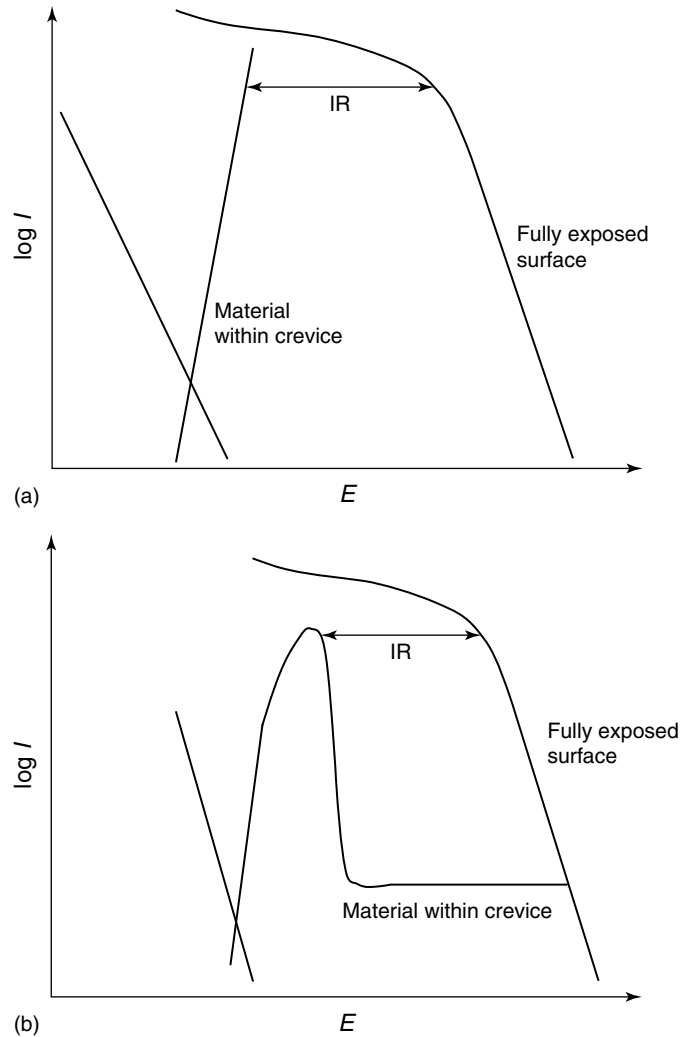 IR
log I
Fully exposed
surface
Material
within crevice
(a)
E
IR
log I
Fully exposed
surface
Material within crevice
(b)
E